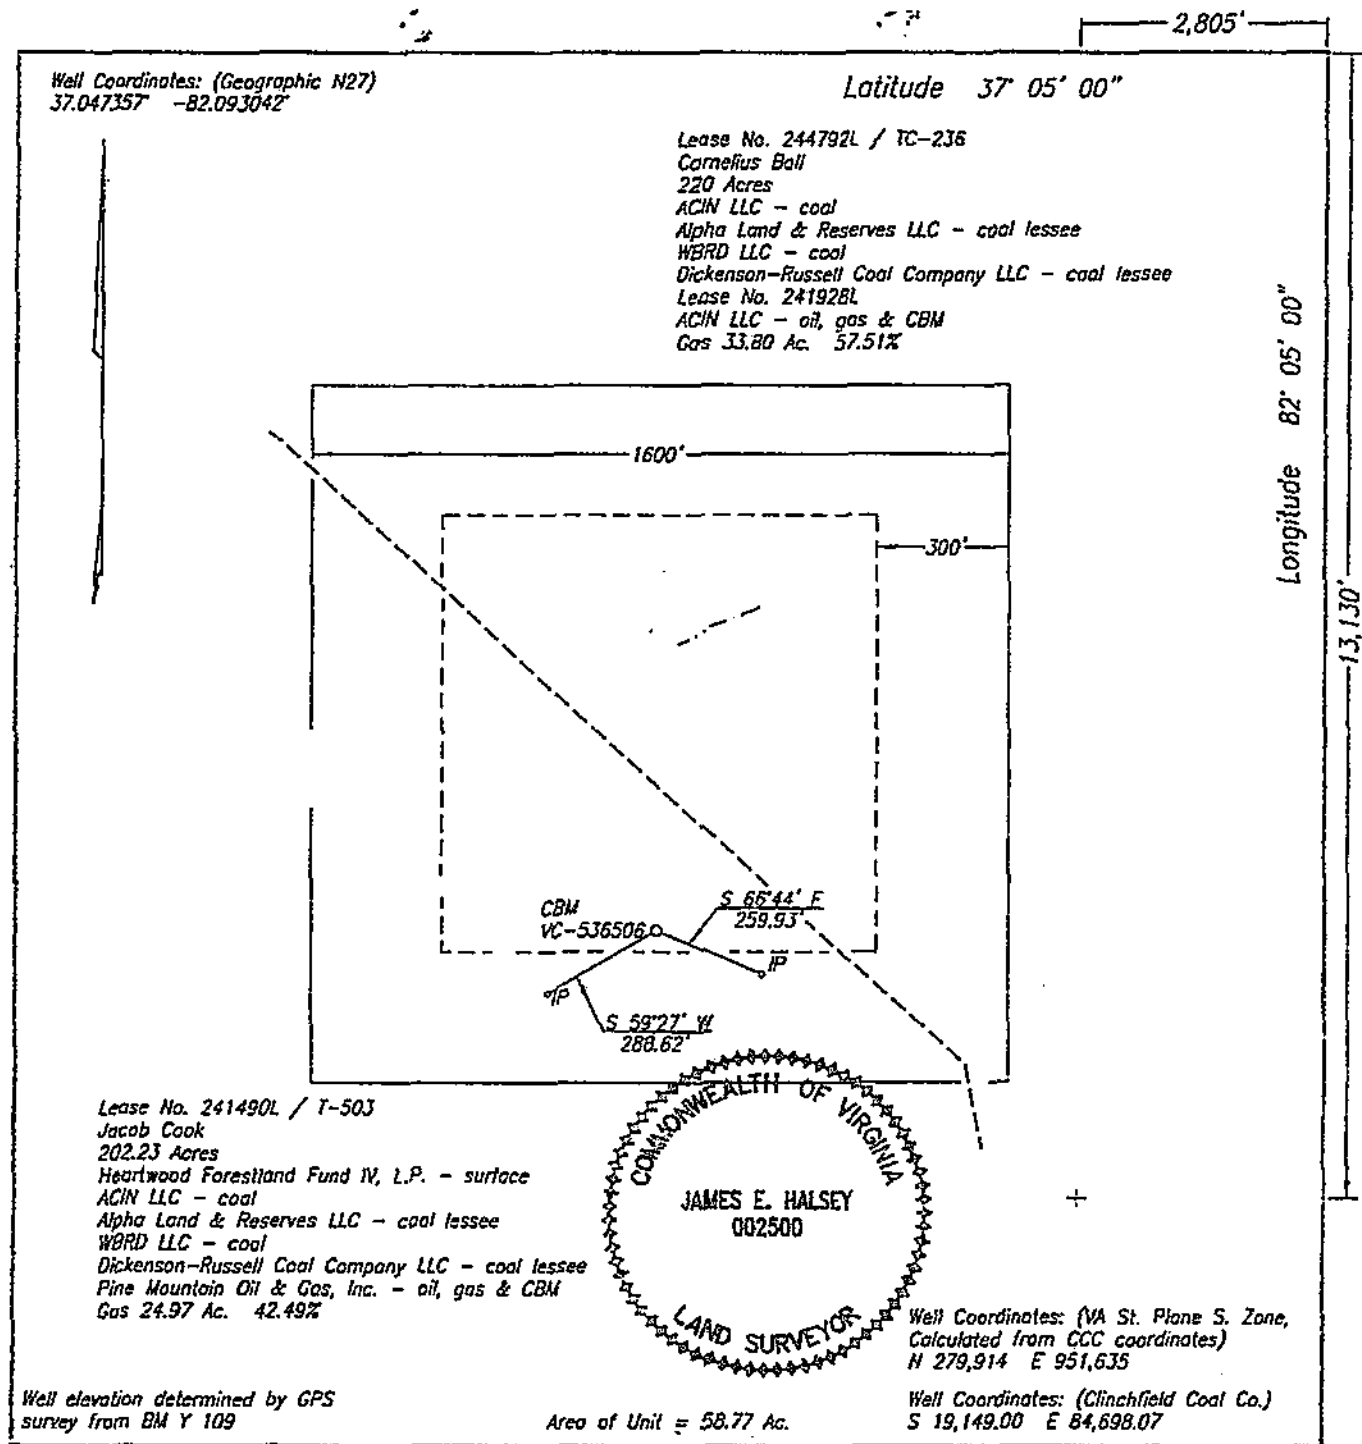 2,805'
Well Coordinates: (Geographic N27)
37.047357° -82.093042°
Latitude 37° 05' 00"
Lease No. 244792L / TC-236
Cornelius Ball
220 Acres
ACIN LLC - coal
Alpha Land & Reserves LLC - coal lessee
WBRD LLC - coal
Dickenson-Russell Coal Company LLC - coal lessee
Lease No. 241928L
ACIN LLC - oil, gas & CBM
Gas 33.80 Ac. 57.51%
Longitude 82° 05' 00"
13,130'
1600'
300'
CBM
VC-536506
S 66°44' E
259.93'
IP
IP
S 59°27' W
288.62'
Lease No. 241490L / T-503
Jacob Cook
202.23 Acres
Heartwood Forestland Fund IV, L.P. - surface
ACIN LLC - coal
Alpha Land & Reserves LLC - coal lessee
WBRD LLC - coal
Dickenson-Russell Coal Company LLC - coal lessee
Pine Mountain Oil & Gas, Inc. - oil, gas & CBM
Gas 24.97 Ac. 42.49%
COMMONWEALTH OF VIRGINIA
JAMES E. HALSEY
002500
LAND SURVEYOR
Well Coordinates: (VA St. Plane S. Zone,
Calculated from CCC coordinates)
N 279,914 E 951,635
Well Coordinates: (Clinchfield Coal Co.)
S 19,149.00 E 84,698.07
Well elevation determined by GPS
survey from BM Y 109
Area of Unit = 58.77 Ac.